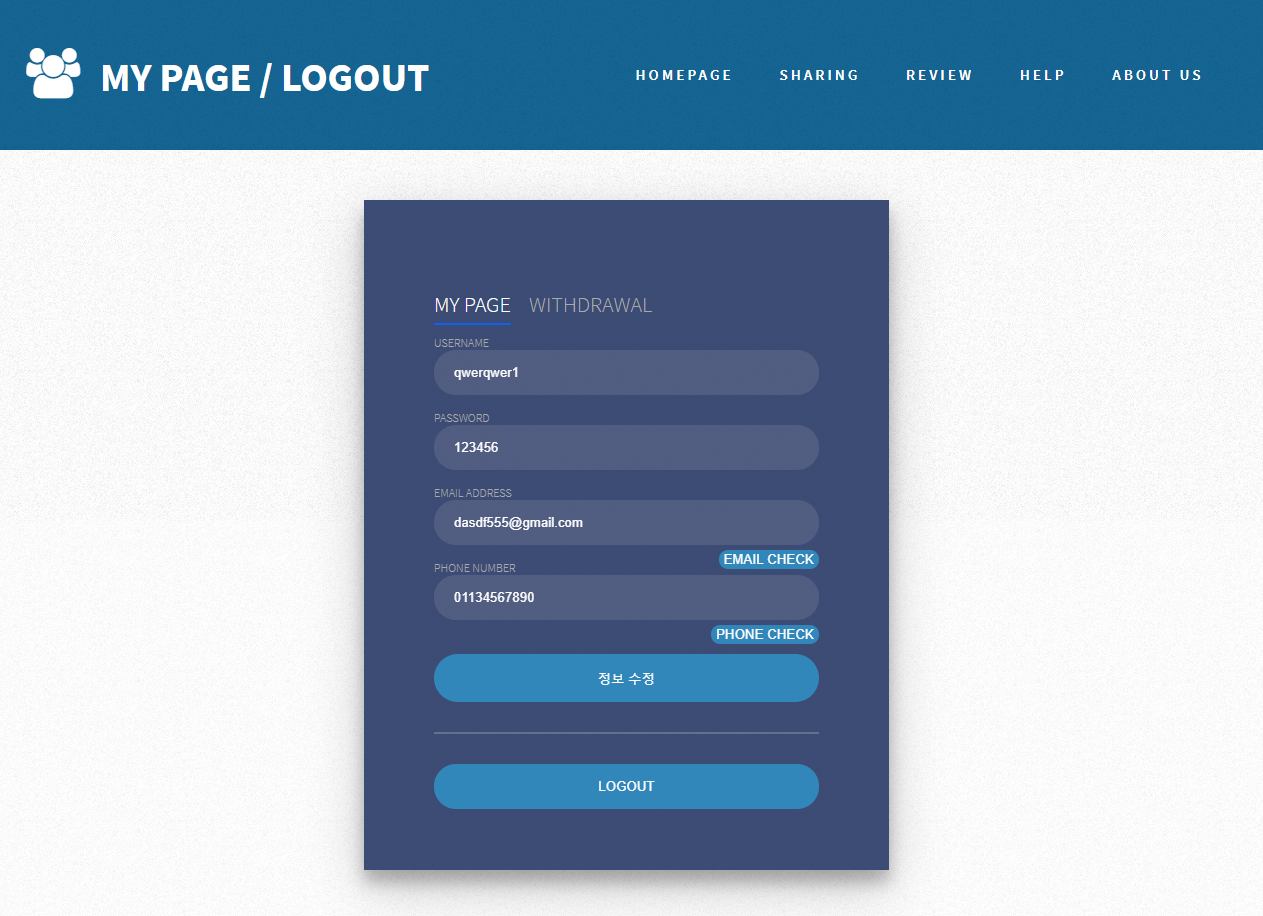 MY PAGE / LOGOUT
HOMEPAGE SHARING REVIEW HELP ABOUT US
MY PAGE WITHDRAWAL
USERNAME
qwerqwer1
PASSWORD
123456
EMAIL ADDRESS
dasdf555@gmail.com
EMAIL CHECK
PHONE NUMBER
01134567890
PHONE CHECK
정보 수정
LOGOUT